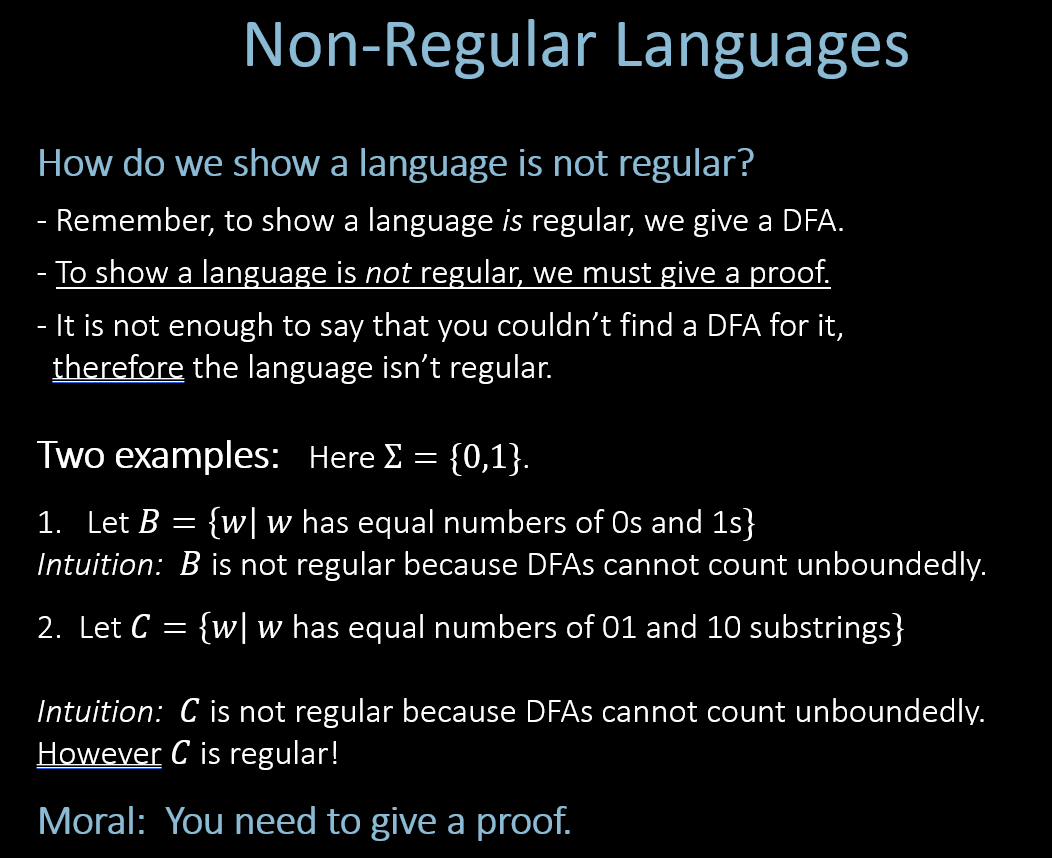 Non-Regular Languages
How do we show a language is not regular?
- Remember, to show a language is regular, we give a DFA.
- To show a language is not regular, we must give a proof.
- It is not enough to say that you couldn’t find a DFA for it,
therefore the language isn’t regular.
Two examples: Here Σ = {0,1}.
1. Let 𝐵 = {𝑤| 𝑤 has equal numbers of 0s and 1s}
Intuition: 𝐵 is not regular because DFAs cannot count unboundedly.
2. Let 𝐶 = {𝑤| 𝑤 has equal numbers of 01 and 10 substrings}
Intuition: 𝐶 is not regular because DFAs cannot count unboundedly.
However 𝐶 is regular!
Moral: You need to give a proof.